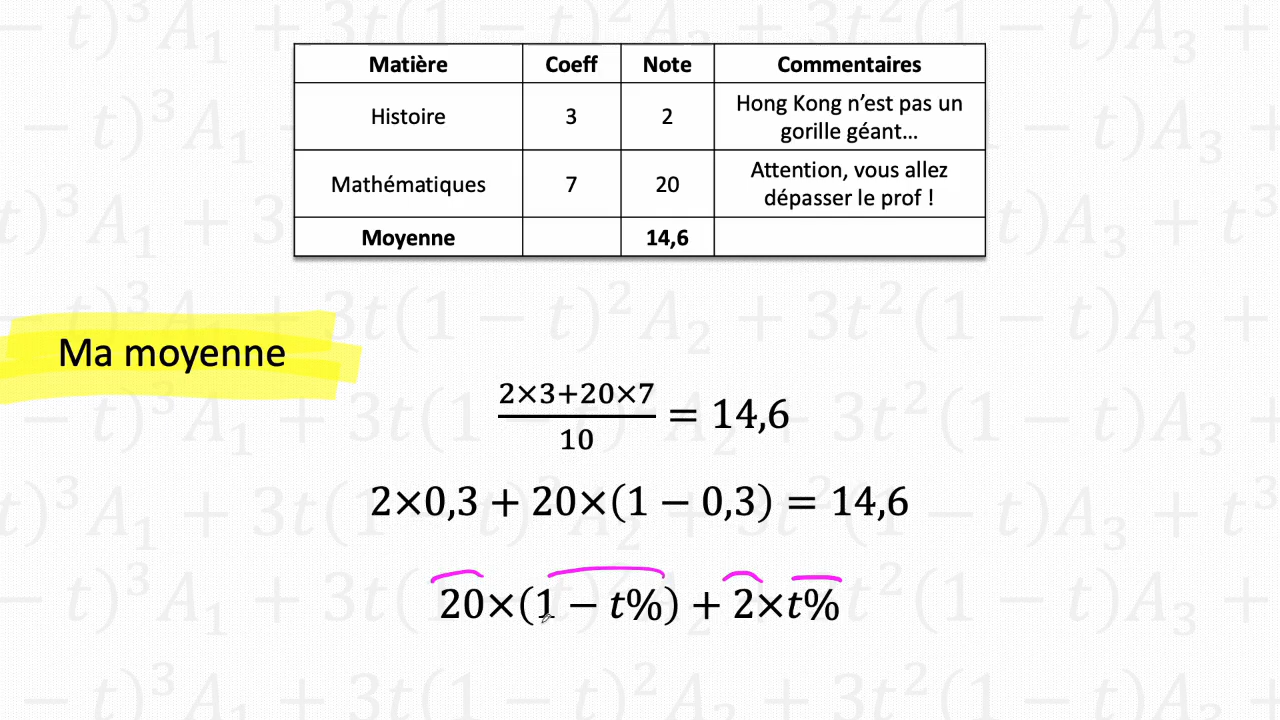 Matière Coeff Note Commentaires
Histoire 3 2 Hong Kong n’est pas un
gorille géant…
Mathématiques 7 20 Attention, vous allez
dépasser le prof !
Moyenne 14,6
Ma moyenne
2×3+20×7
10
= 14,6
2×0,3 + 20×(1 − 0,3) = 14,6
20×(1 − t%) + 2×t%